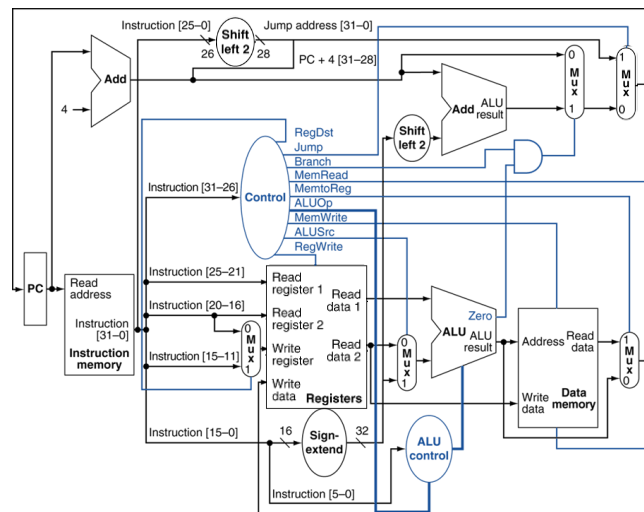 Instruction [25–0]
Shift
left 2
Jump address [31–0]
26
28
PC + 4 [31–28]
Add
4
0
M
u
x
1
1
M
u
x
0
Add
ALU
result
Shift
left 2
RegDst
Jump
Branch
MemRead
MemtoReg
ALUOp
MemWrite
ALUSrc
RegWrite
Instruction [31–26]
Control
PC
Read
address
Instruction
[31–0]
Instruction
memory
Instruction [25–21]
Instruction [20–16]
Instruction [15–11]
0
M
u
x
1
Read
register 1
Read
register 2
Write
register
Write
data
Read
data 1
Read
data 2
Registers
0
M
u
x
1
Zero
ALU
ALU
result
Address
Read
data
Write
data
Data
memory
1
M
u
x
0
Instruction [15–0]
16
Sign-
extend
32
ALU
control
Instruction [5–0]